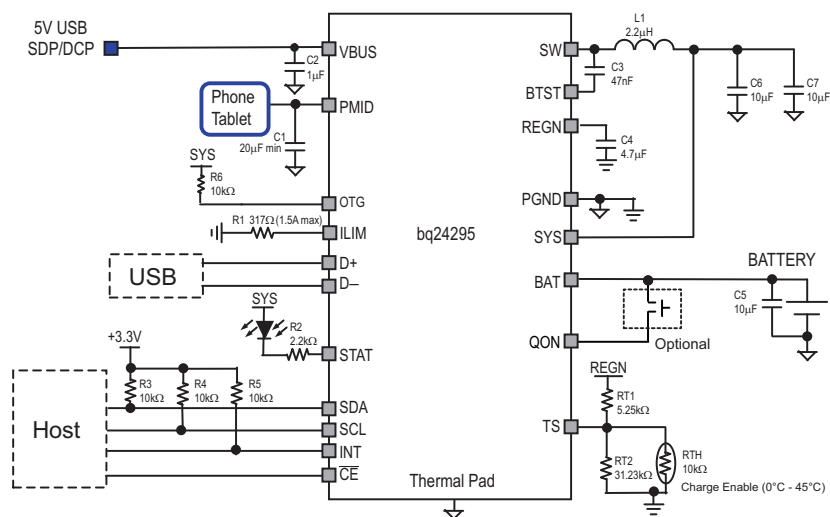 5V USB
SDP/DCP
C2
1µF
VBUS
Phone
Tablet
PMID
C1
20µF min
SYS
R6
10kΩ
OTG
R1 317Ω (1.5A max)
ILIM
USB
D+
D–
SYS
R2
2.2kΩ
STAT
+3.3V
R3
10kΩ
R4
10kΩ
R5
10kΩ
Host
SDA
SCL
INT
CE
bq24295
Thermal Pad
SW
L1
2.2µH
C3
47nF
BTST
C6
10µF
C7
10µF
REGN
C4
4.7µF
PGND
SYS
BAT
BATTERY
C5
10µF
QON
Optional
REGN
RT1
5.25kΩ
TS
RT2
31.23kΩ
RTH
10kΩ
Charge Enable (0°C - 45°C)